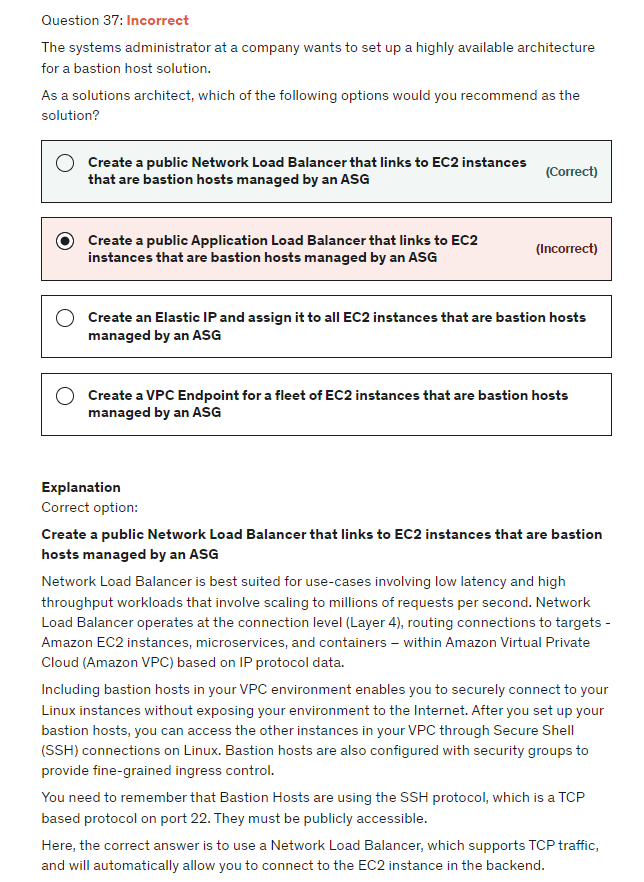 Question 37: Incorrect
The systems administrator at a company wants to set up a highly available architecture
for a bastion host solution.
As a solutions architect, which of the following options would you recommend as the
solution?
Create a public Network Load Balancer that links to EC2 instances
that are bastion hosts managed by an ASG
(Correct)
Create a public Application Load Balancer that links to EC2
instances that are bastion hosts managed by an ASG
(Incorrect)
Create an Elastic IP and assign it to all EC2 instances that are bastion hosts
managed by an ASG
Create a VPC Endpoint for a fleet of EC2 instances that are bastion hosts
managed by an ASG
Explanation
Correct option:
Create a public Network Load Balancer that links to EC2 instances that are bastion
hosts managed by an ASG
Network Load Balancer is best suited for use-cases involving low latency and high
throughput workloads that involve scaling to millions of requests per second. Network
Load Balancer operates at the connection level (Layer 4), routing connections to targets -
Amazon EC2 instances, microservices, and containers – within Amazon Virtual Private
Cloud (Amazon VPC) based on IP protocol data.
Including bastion hosts in your VPC environment enables you to securely connect to your
Linux instances without exposing your environment to the Internet. After you set up your
bastion hosts, you can access the other instances in your VPC through Secure Shell
(SSH) connections on Linux. Bastion hosts are also configured with security groups to
provide fine-grained ingress control.
You need to remember that Bastion Hosts are using the SSH protocol, which is a TCP
based protocol on port 22. They must be publicly accessible.
Here, the correct answer is to use a Network Load Balancer, which supports TCP traffic,
and will automatically allow you to connect to the EC2 instance in the backend.